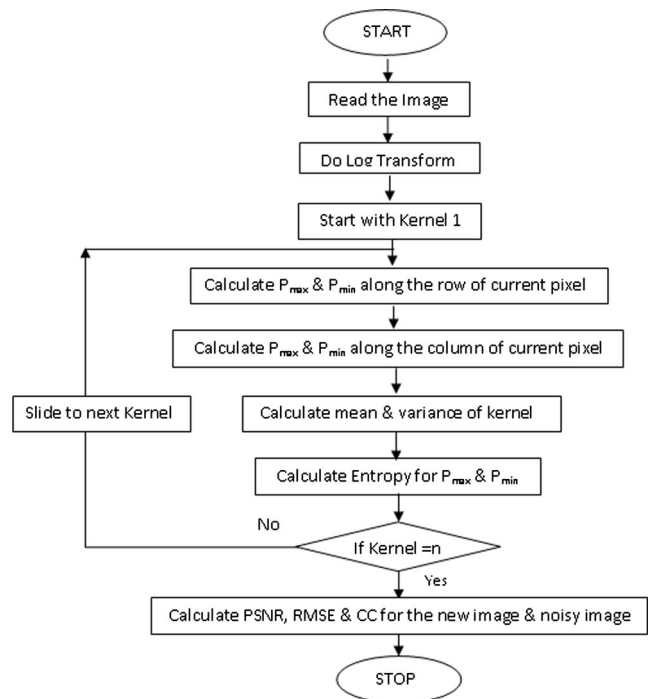 START
Read the Image
Do Log Transform
Start with Kernel 1
Calculate Pmax & Pmin along the row of current pixel
Calculate Pmax & Pmin along the column of current pixel
Slide to next Kernel
Calculate mean & variance of kernel
Calculate Entropy for Pmax & Pmin
No
If Kernel =n
Yes
Calculate PSNR, RMSE & CC for the new image & noisy image
STOP